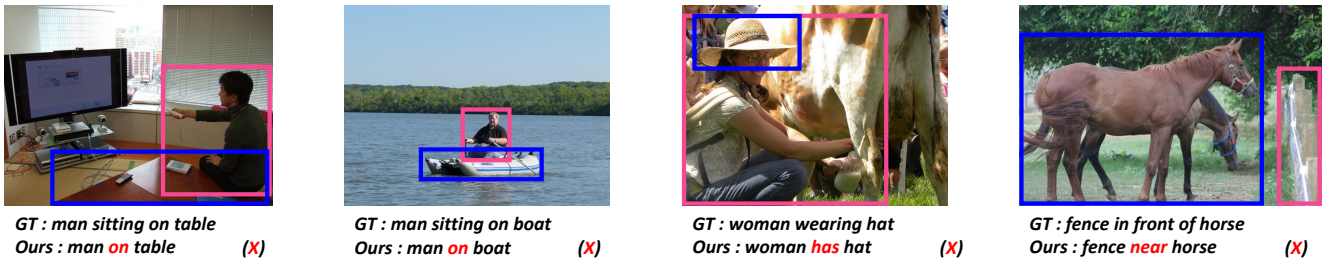 GT : man sitting on table
Ours : man on table (X)
GT : man sitting on boat
Ours : man on boat (X)
GT : woman wearing hat
Ours : woman has hat (X)
GT : fence in front of horse
Ours : fence near horse (X)